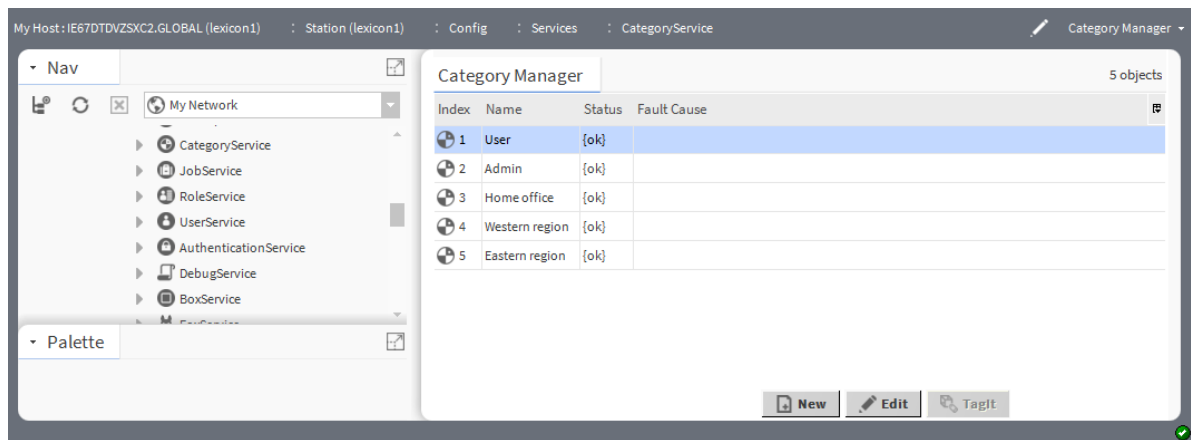 My Host : IE67DTDVZSXC2.GLOBAL (lexicon1) : Station (lexicon1) : Config : Services : CategoryService Category Manager
Nav
My Network
CategoryService
JobService
RoleService
UserService
AuthenticationService
DebugService
BoxService
Palette
Category Manager 5 objects
Index Name Status Fault Cause
1 User {ok}
2 Admin {ok}
3 Home office {ok}
4 Western region {ok}
5 Eastern region {ok}
New Edit TagIt